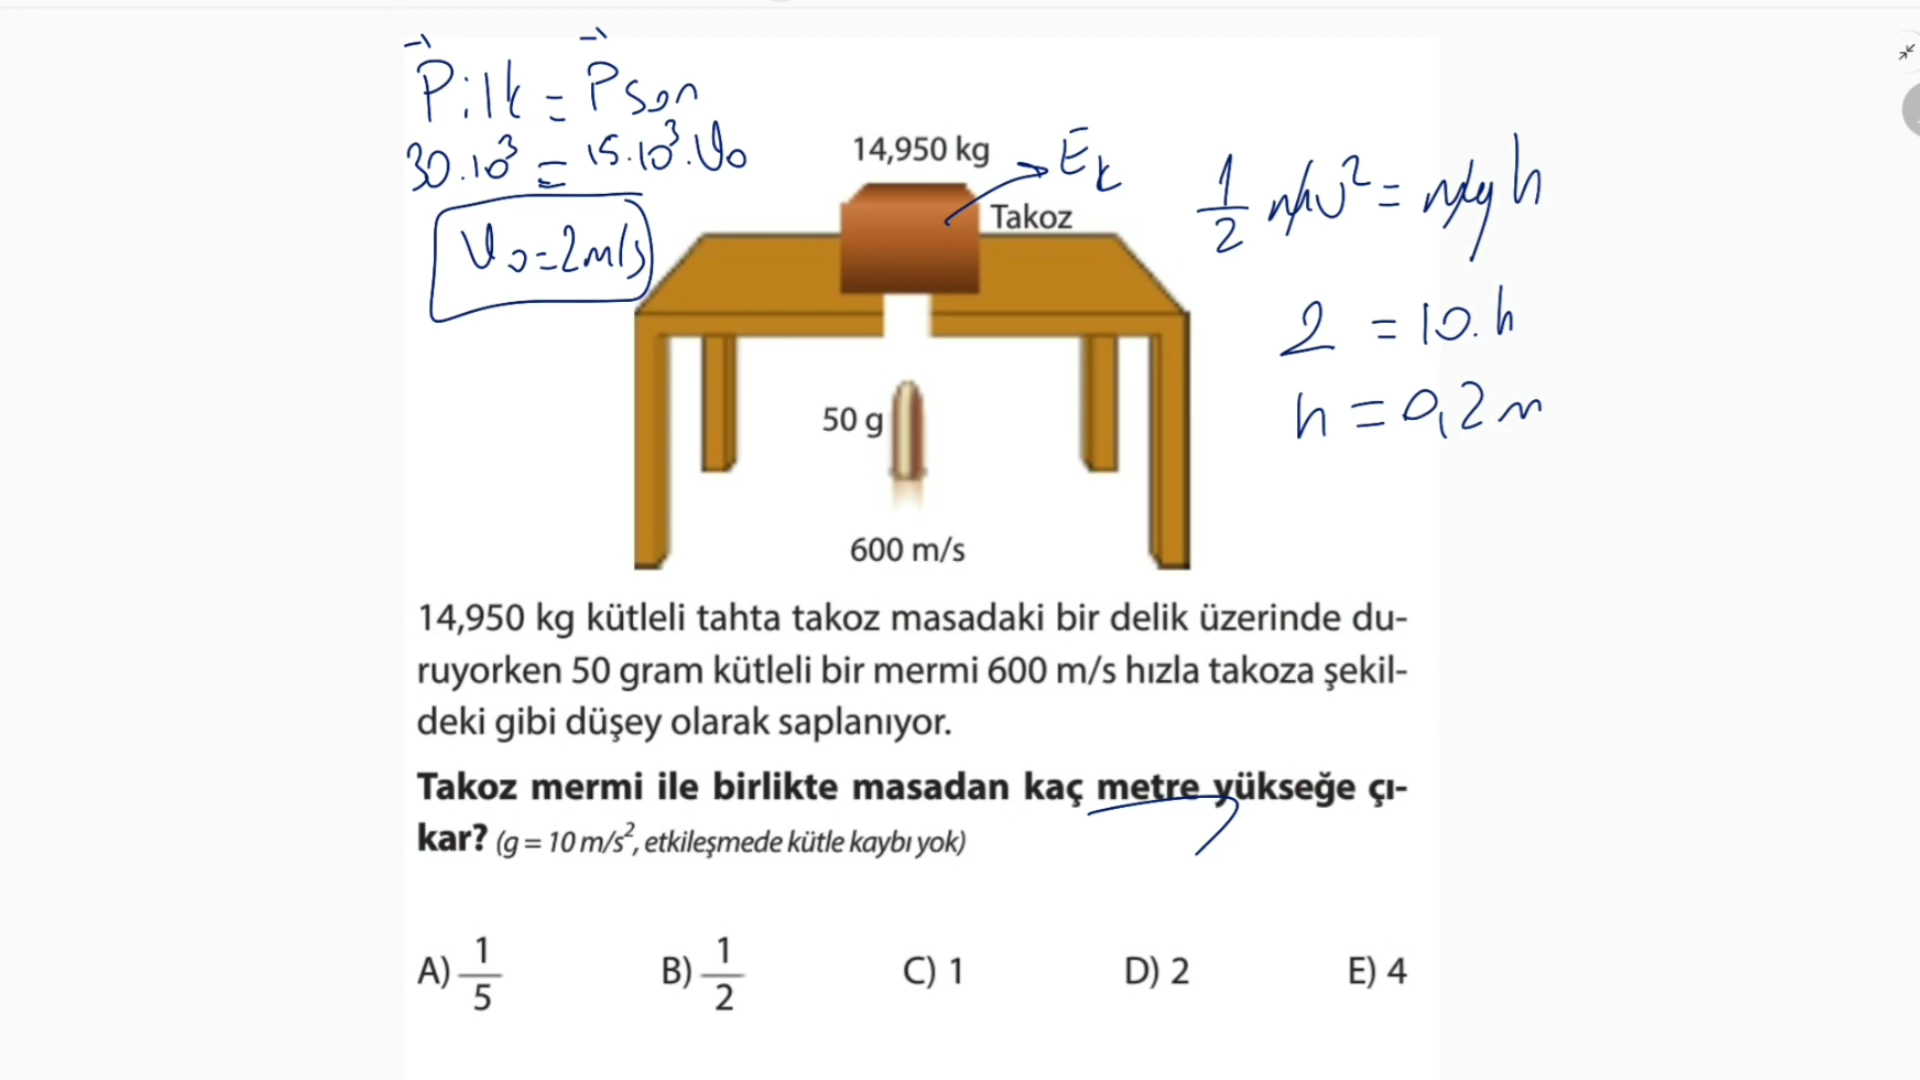 P⃗ilk = P⃗son
30.10³ = 15.10³.V₀
V₀=2m/s
14,950 kg
Eₖ
Takoz
1/2 mv² = mgh
2 = 10.h
h = 0,2 m
50 g
600 m/s
14,950 kg kütleli tahta takoz masadaki bir delik üzerinde du-
ruyorken 50 gram kütleli bir mermi 600 m/s hızla takoza şekil-
deki gibi düşey olarak saplanıyor.
Takoz mermi ile birlikte masadan kaç metre yükseğe çı-
kar? (g = 10 m/s², etkileşmede kütle kaybı yok)
A) 1/5 B) 1/2 C) 1 D) 2 E) 4